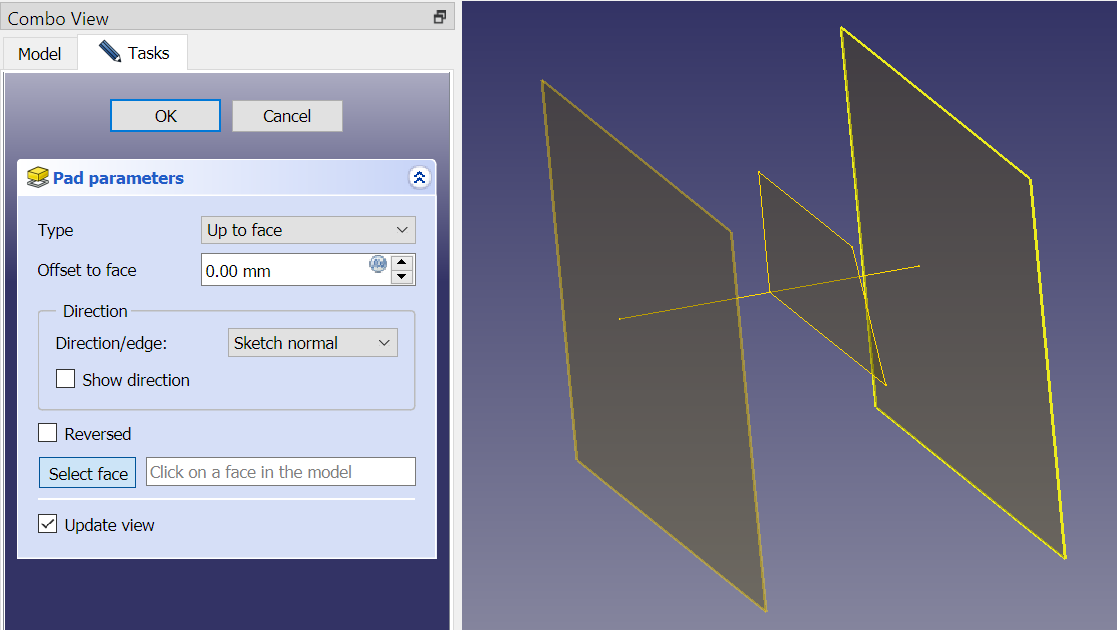 Combo View
Model
Tasks
OK
Cancel
Pad parameters
Type
Up to face
Offset to face
0.00 mm
Direction
Direction/edge:
Sketch normal
Show direction
Reversed
Select face
Click on a face in the model
Update view